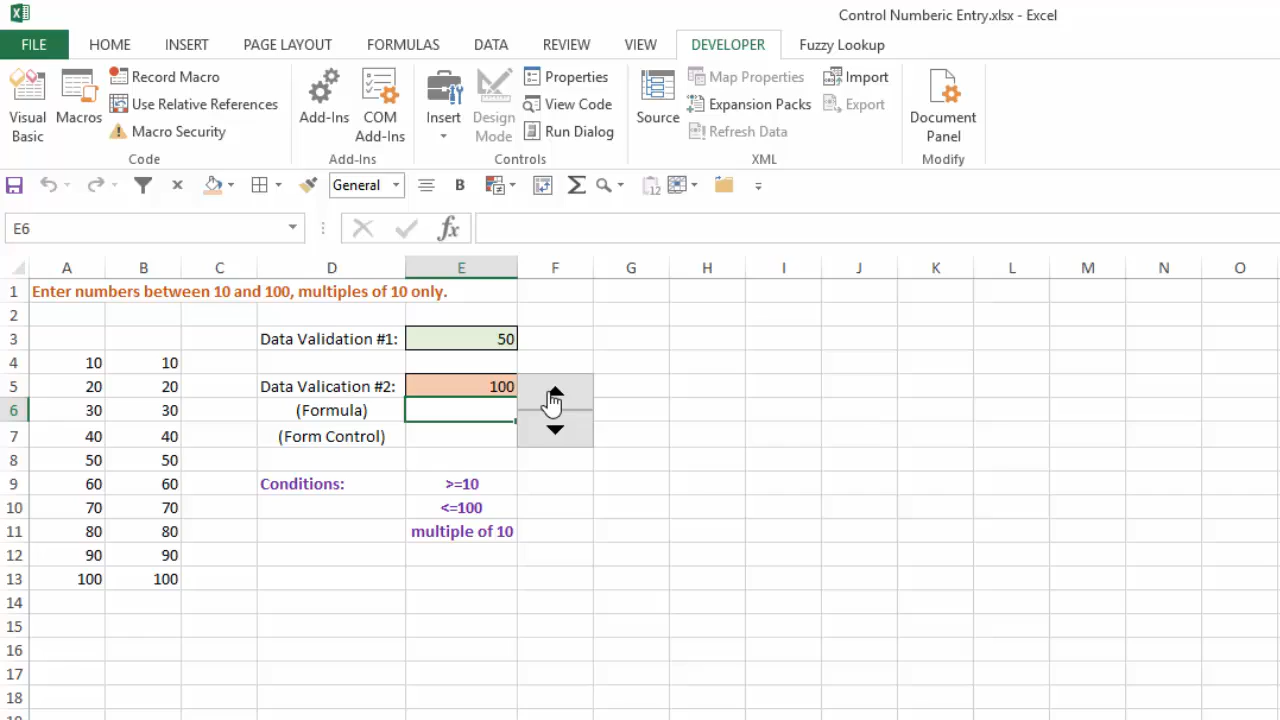 Control Numberic Entry.xlsx - Excel
FILE HOME INSERT PAGE LAYOUT FORMULAS DATA REVIEW VIEW DEVELOPER Fuzzy Lookup
Visual Basic
Macros
Record Macro
Use Relative References
Macro Security
Code
Add-Ins
COM Add-Ins
Add-Ins
Insert
Design Mode
Properties
View Code
Run Dialog
Controls
Source
Map Properties
Expansion Packs
Refresh Data
Import
Export
XML
Document Panel
Modify
General
B
12
E6
fx
A B C D E F G H I J K L M N O
1 Enter numbers between 10 and 100, multiples of 10 only.
2
3 Data Validation #1: 50
4 10 10
5 20 20 Data Valication #2: 100
6 30 30 (Formula)
7 40 40 (Form Control)
8 50 50
9 60 60 Conditions: >=10
10 70 70 <=100
11 80 80 multiple of 10
12 90 90
13 100 100
14
15
16
17
18